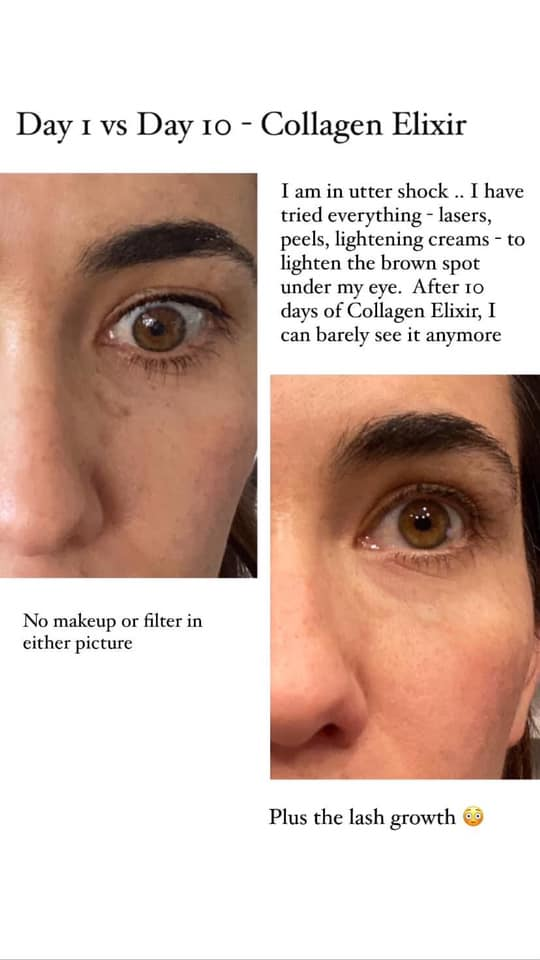 Day 1 vs Day 10 - Collagen Elixir
I am in utter shock .. I have
tried everything - lasers,
peels, lightening creams - to
lighten the brown spot
under my eye.  After 10
days of Collagen Elixir, I
can barely see it anymore
No makeup or filter in
either picture
Plus the lash growth 😳